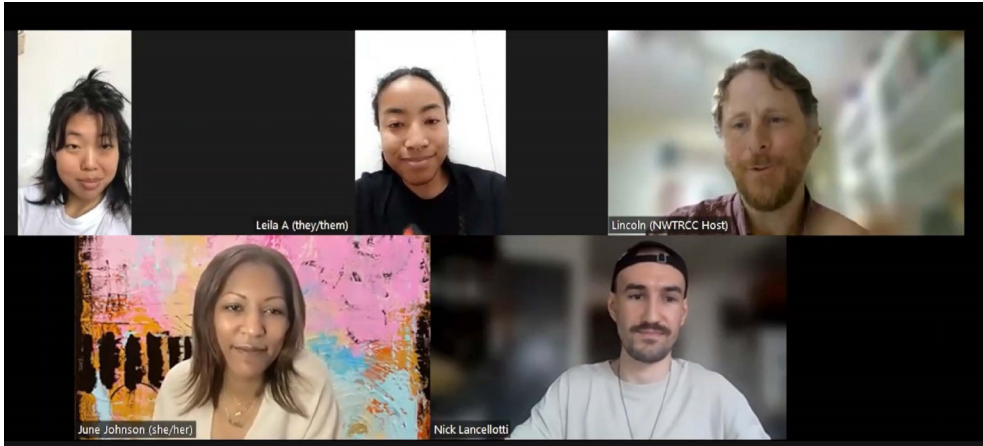 Leila A (they/them)
Lincoln (NWTRCC Host)
June Johnson (she/her)
Nick Lancellotti